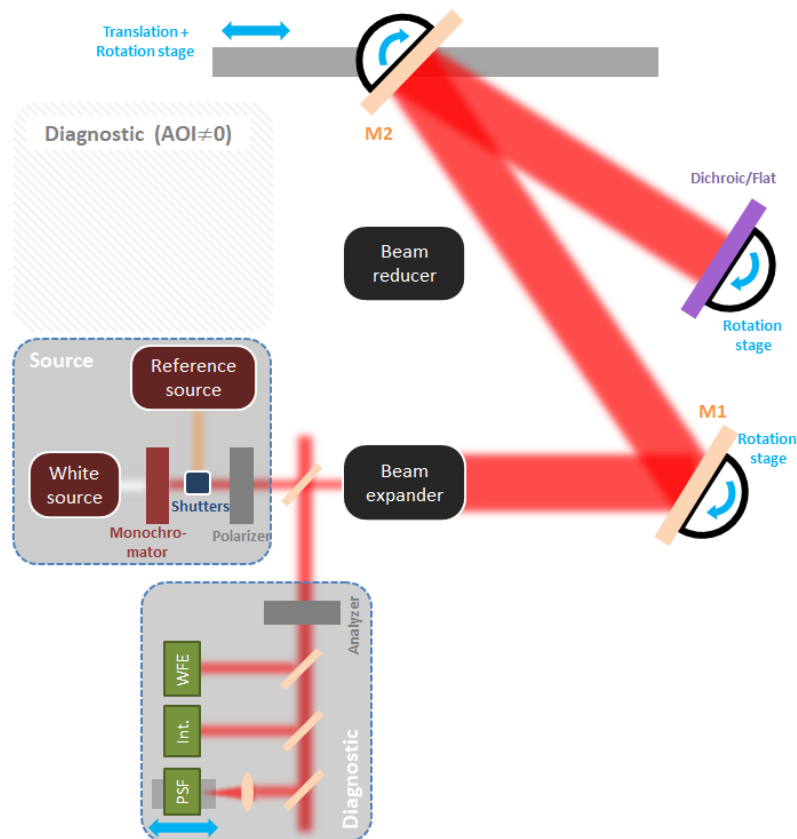 Translation +
Rotation stage
M2
Diagnostic (AOI≠0)
Dichroic/Flat
Beam
reducer
Rotation
stage
Source
Reference
source
M1
Rotation
stage
White
source
Beam
expander
Shutters
Monochro-
mator
Polarizer
Analyzer
WFE
Int.
PSF
Diagnostic